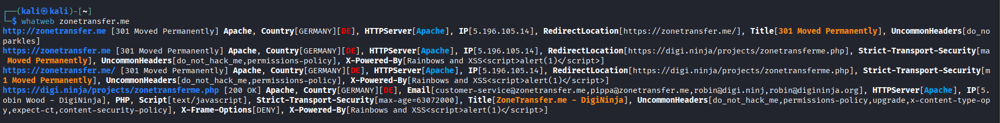 ┌──(kali㉿kali)-[~]
└─$ whatweb zonetransfer.me
http://zonetransfer.me [301 Moved Permanently] Apache, Country[GERMANY][DE], HTTPServer[Apache], IP[5.196.105.14], RedirectLocation[https://zonetransfer.me/], Title[301 Moved Permanently], UncommonHeaders[do_no
parkles]
https://zonetransfer.me [301 Moved Permanently] Apache, Country[GERMANY][DE], HTTPServer[Apache], IP[5.196.105.14], RedirectLocation[https://digi.ninja/projects/zonetransferme.php], Strict-Transport-Security[ma
 Moved Permanently], UncommonHeaders[do_not_hack_me,permissions-policy], X-Powered-By[Rainbows and XSS<script>alert(1)</script>]
https://zonetransfer.me/ [301 Moved Permanently] Apache, Country[GERMANY][DE], HTTPServer[Apache], IP[5.196.105.14], RedirectLocation[https://digi.ninja/projects/zonetransferme.php], Strict-Transport-Security[m
1 Moved Permanently], UncommonHeaders[do_not_hack_me,permissions-policy], X-Powered-By[Rainbows and XSS<script>alert(1)</script>]
https://digi.ninja/projects/zonetransferme.php [200 OK] Apache, Country[GERMANY][DE], Email[customer-service@zonetransfer.me,pippa@zonetransfer.me,robin@digi.ninj,robin@digininja.org], HTTPServer[Apache], IP[5.
obin Wood - DigiNinja], PHP, Script[text/javascript], Strict-Transport-Security[max-age=63072000], Title[ZoneTransfer.me - DigiNinja], UncommonHeaders[do_not_hack_me,permissions-policy,upgrade,x-content-type-op
y,expect-ct,content-security-policy], X-Frame-Options[DENY], X-Powered-By[Rainbows and XSS<script>alert(1)</script>]